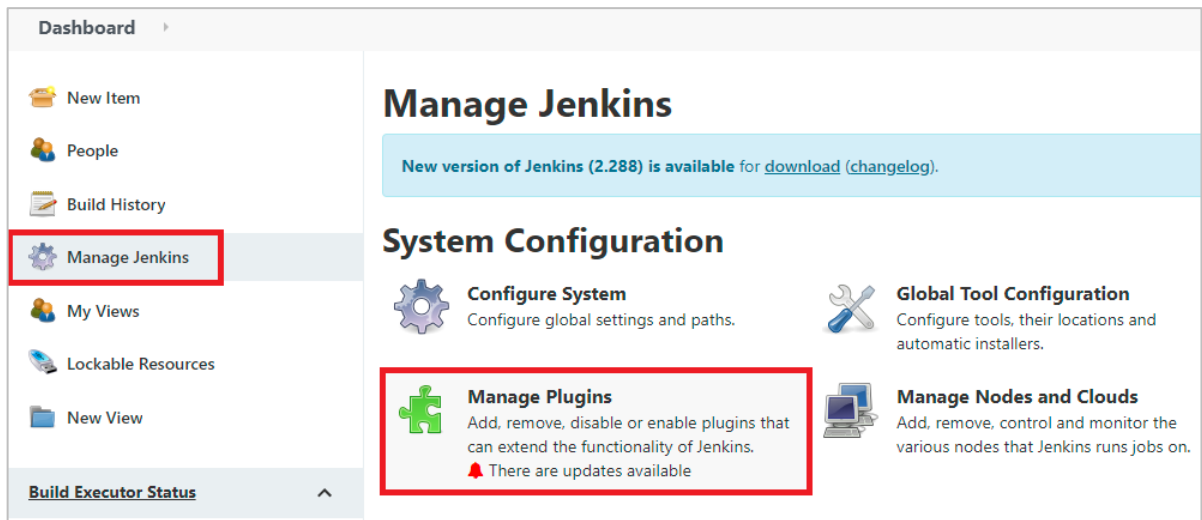 Dashboard
New Item
People
Build History
Manage Jenkins
My Views
Lockable Resources
New View
Build Executor Status
Manage Jenkins
New version of Jenkins (2.288) is available for download (changelog).
System Configuration
Configure System
Configure global settings and paths.
Global Tool Configuration
Configure tools, their locations and
automatic installers.
Manage Plugins
Add, remove, disable or enable plugins that
can extend the functionality of Jenkins.
There are updates available
Manage Nodes and Clouds
Add, remove, control and monitor the
various nodes that Jenkins runs jobs on.